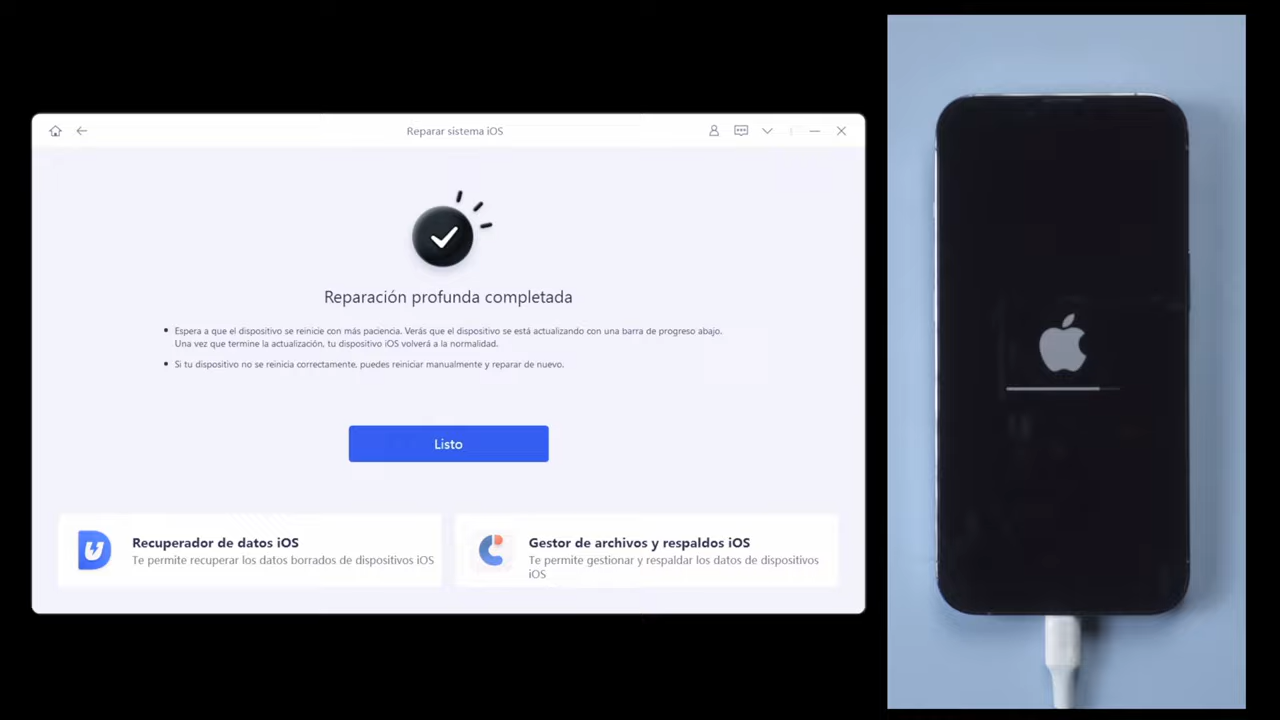 Reparar sistema iOS
Reparación profunda completada
Espera a que el dispositivo se reinicie con más paciencia. Verás que el dispositivo se está actualizando con una barra de progreso abajo.
Una vez que termine la actualización, tu dispositivo iOS volverá a la normalidad.
Si tu dispositivo no se reinicia correctamente, puedes reiniciar manualmente y reparar de nuevo.
Listo
Recuperador de datos iOS
Te permite recuperar los datos borrados de dispositivos iOS
Gestor de archivos y respaldos iOS
Te permite gestionar y respaldar los datos de dispositivos
iOS